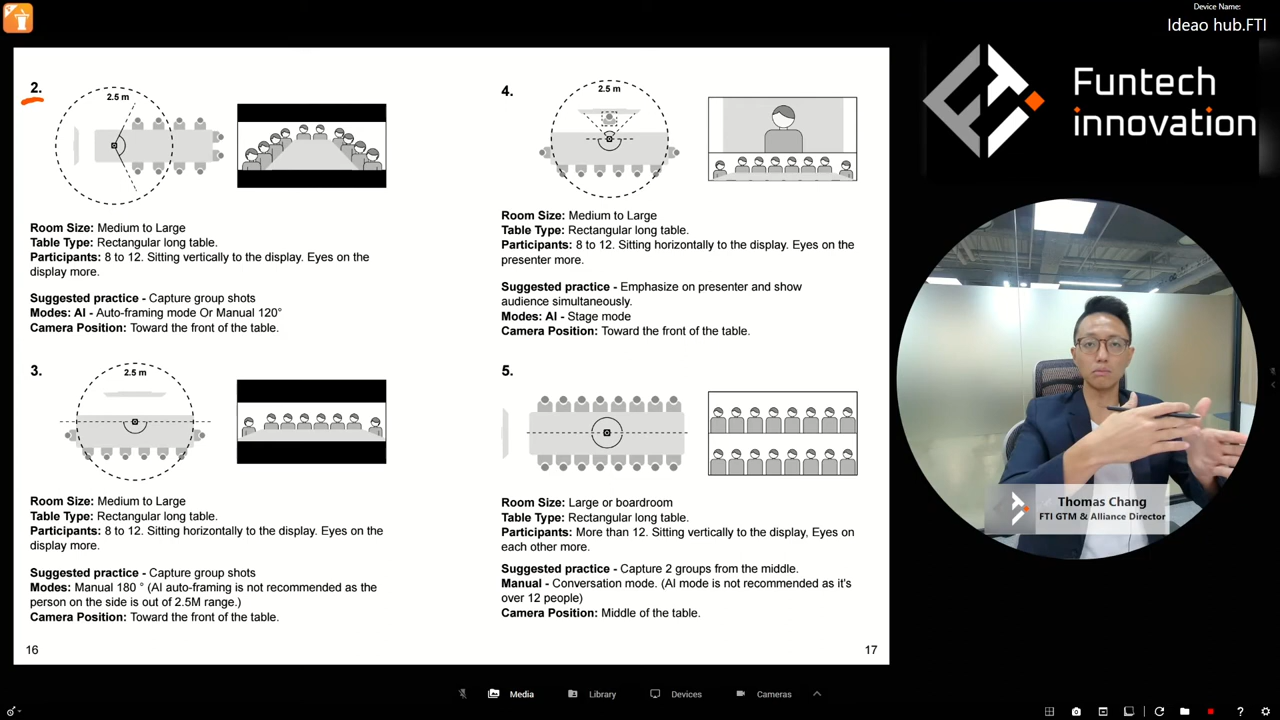 Device Name:
Ideao hub.FTI
Funtech
innovation
2.
2.5 m
Room Size: Medium to Large
Table Type: Rectangular long table.
Participants: 8 to 12. Sitting vertically to the display. Eyes on the
display more.
Suggested practice - Capture group shots
Modes: AI - Auto-framing mode Or Manual 120°
Camera Position: Toward the front of the table.
3.
2.5 m
Room Size: Medium to Large
Table Type: Rectangular long table.
Participants: 8 to 12. Sitting horizontally to the display. Eyes on the
display more.
Suggested practice - Capture group shots
Modes: Manual 180 ° (AI auto-framing is not recommended as the
person on the side is out of 2.5M range.)
Camera Position: Toward the front of the table.
16
4.
2.5 m
Room Size: Medium to Large
Table Type: Rectangular long table.
Participants: 8 to 12. Sitting horizontally to the display. Eyes on the
presenter more.
Suggested practice - Emphasize on presenter and show
audience simultaneously.
Modes: AI - Stage mode
Camera Position: Toward the front of the table.
5.
Room Size: Large or boardroom
Table Type: Rectangular long table.
Participants: More than 12. Sitting vertically to the display, Eyes on
each other more.
Suggested practice - Capture 2 groups from the middle.
Manual - Conversation mode. (AI mode is not recommended as it's
over 12 people)
Camera Position: Middle of the table.
17
Thomas Chang
FTI GTM & Alliance Director
Media
Library
Devices
Cameras